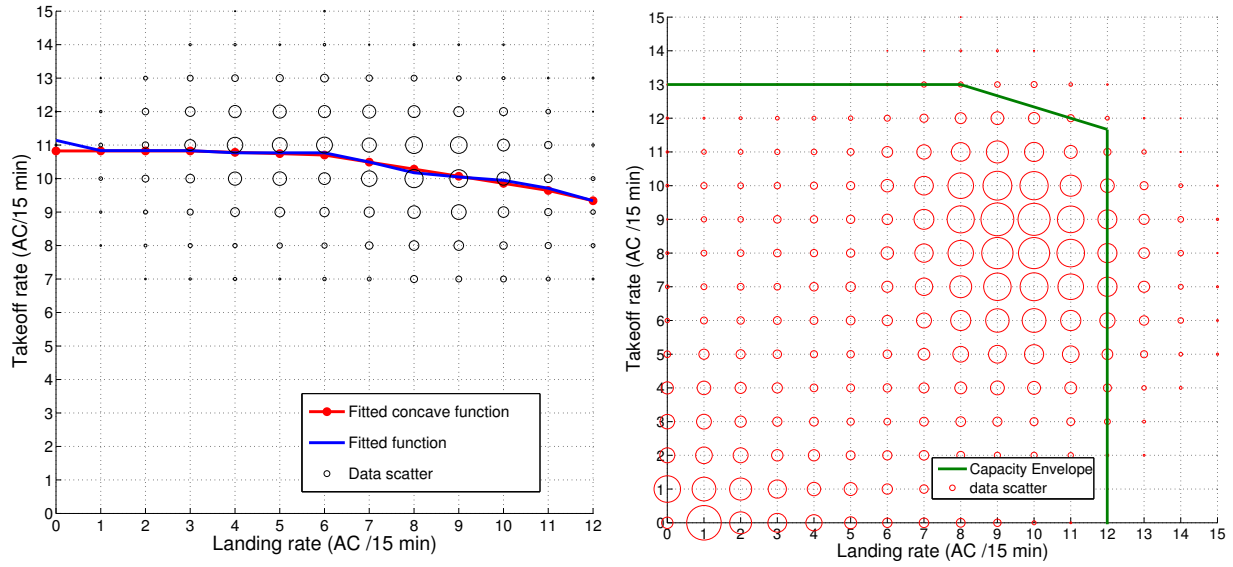 15
14
13
12
11
10
9
8
7
6
5
4
3
2
1
0
Takeoff rate (AC/15 min)
Fitted concave function
Fitted function
Data scatter
0 1 2 3 4 5 6 7 8 9 10 11 12
Landing rate (AC /15 min)
15
14
13
12
11
10
9
8
7
6
5
4
3
2
1
0
Takeoff rate (AC /15 min)
Capacity Envelope
data scatter
0 1 2 3 4 5 6 7 8 9 10 11 12 13 14 15
Landing rate (AC /15 min)